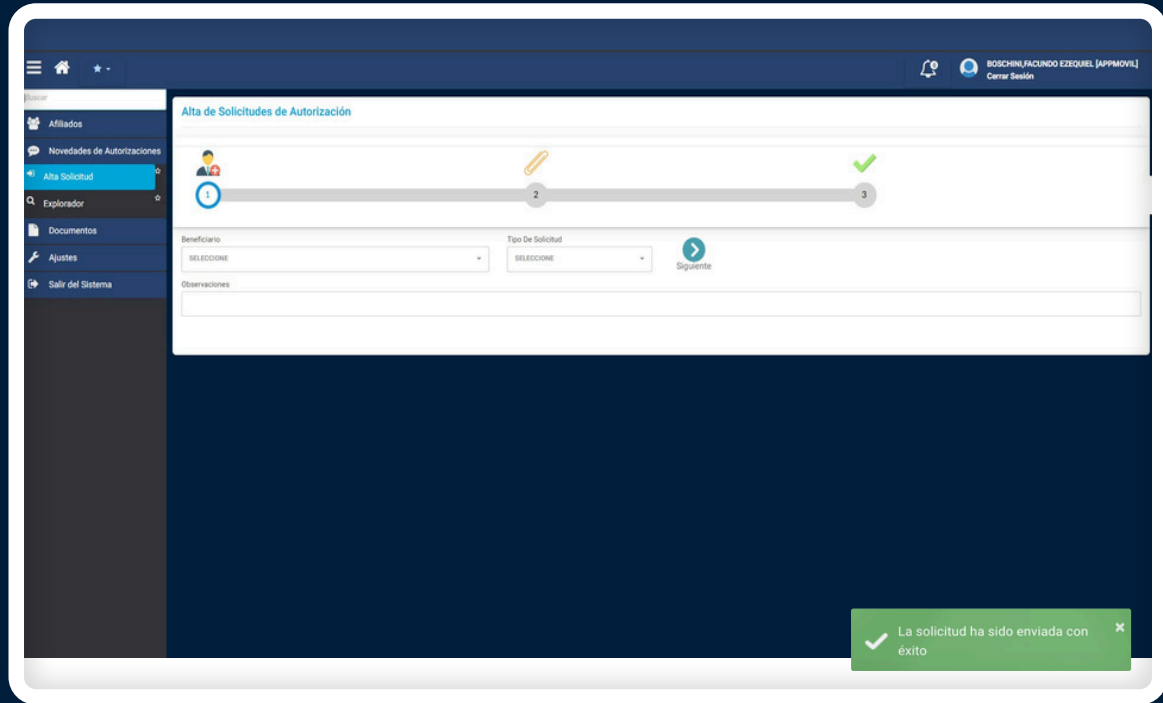 BOSCHINI,FACUNDO EZEQUIEL [APPMOVIL]
Cerrar Sesión
Buscar
Afiliados
Novedades de Autorizaciones
Alta Solicitud
Explorador
Documentos
Ajustes
Salir del Sistema
Alta de Solicitudes de Autorización
1
2
3
Beneficiario
Tipo De Solicitud
SELECCIONE
SELECCIONE
Siguiente
Observaciones
La solicitud ha sido enviada con
éxito